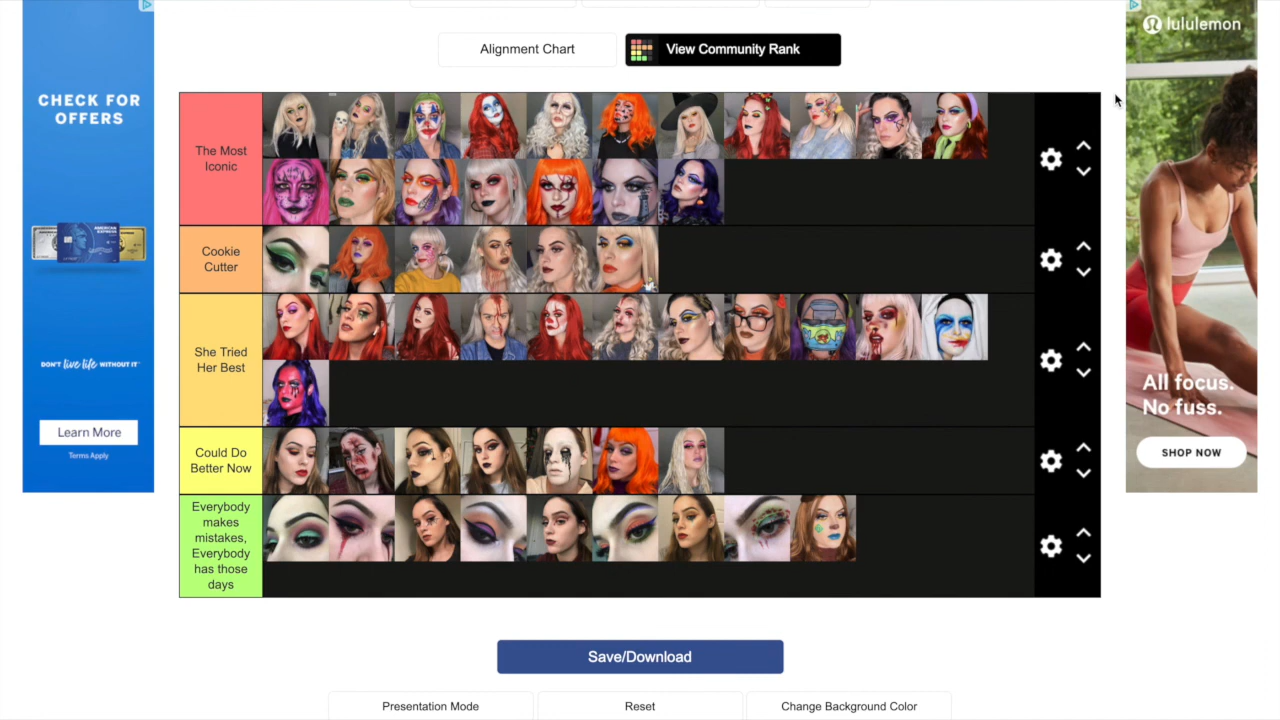 Alignment Chart
View Community Rank
lululemon
CHECK FOR
OFFERS
The Most
Iconic
Cookie
Cutter
She Tried
Her Best
DON'T live life WITHOUT IT
All focus.
No fuss.
Learn More
Terms Apply
SHOP NOW
Could Do
Better Now
Everybody
makes
mistakes,
Everybody
has those
days
Save/Download
Presentation Mode
Reset
Change Background Color